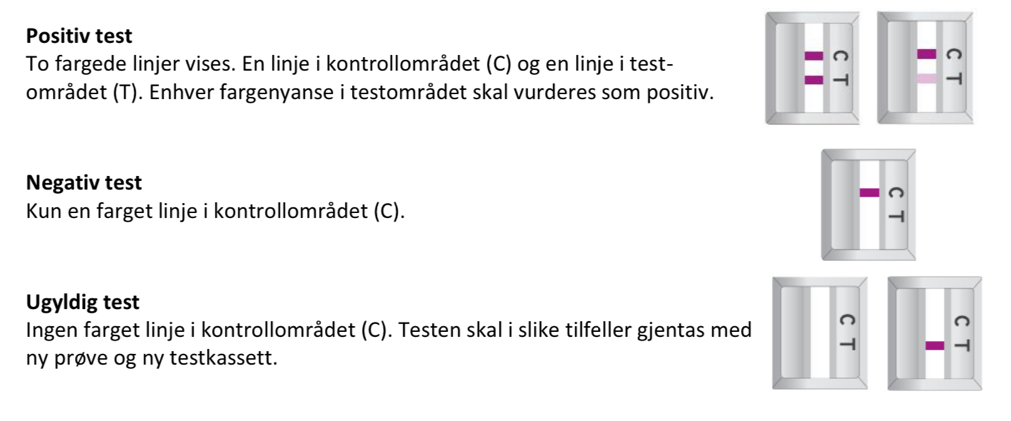 Positiv test
To fargede linjer vises. En linje i kontrollområdet (C) og en linje i test-
området (T). Enhver fargenyanse i testområdet skal vurderes som positiv.
C T
C T
Negativ test
Kun en farget linje i kontrollområdet (C).
C T
Ugyldig test
Ingen farget linje i kontrollområdet (C). Testen skal i slike tilfeller gjentas med
ny prøve og ny testkassett.
C T
C T